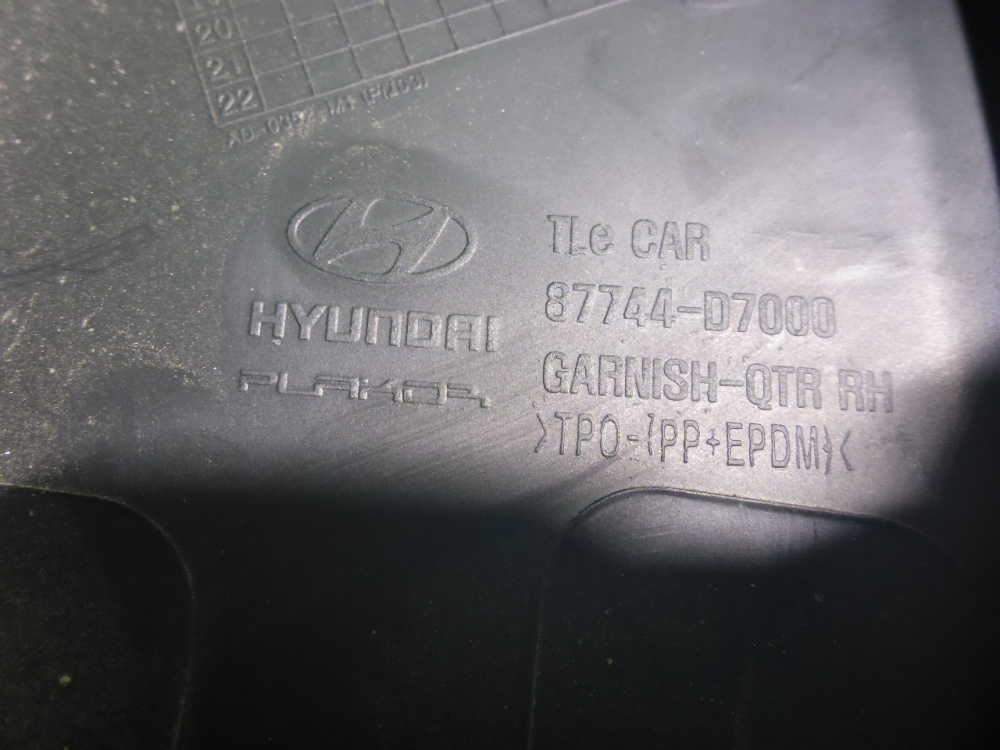 20
21
22
TLe CAR
87744-D7000
HYUNDAI
GARNISH-QTR RH
PLAKOR
>TPO-(PP+EPDM)<